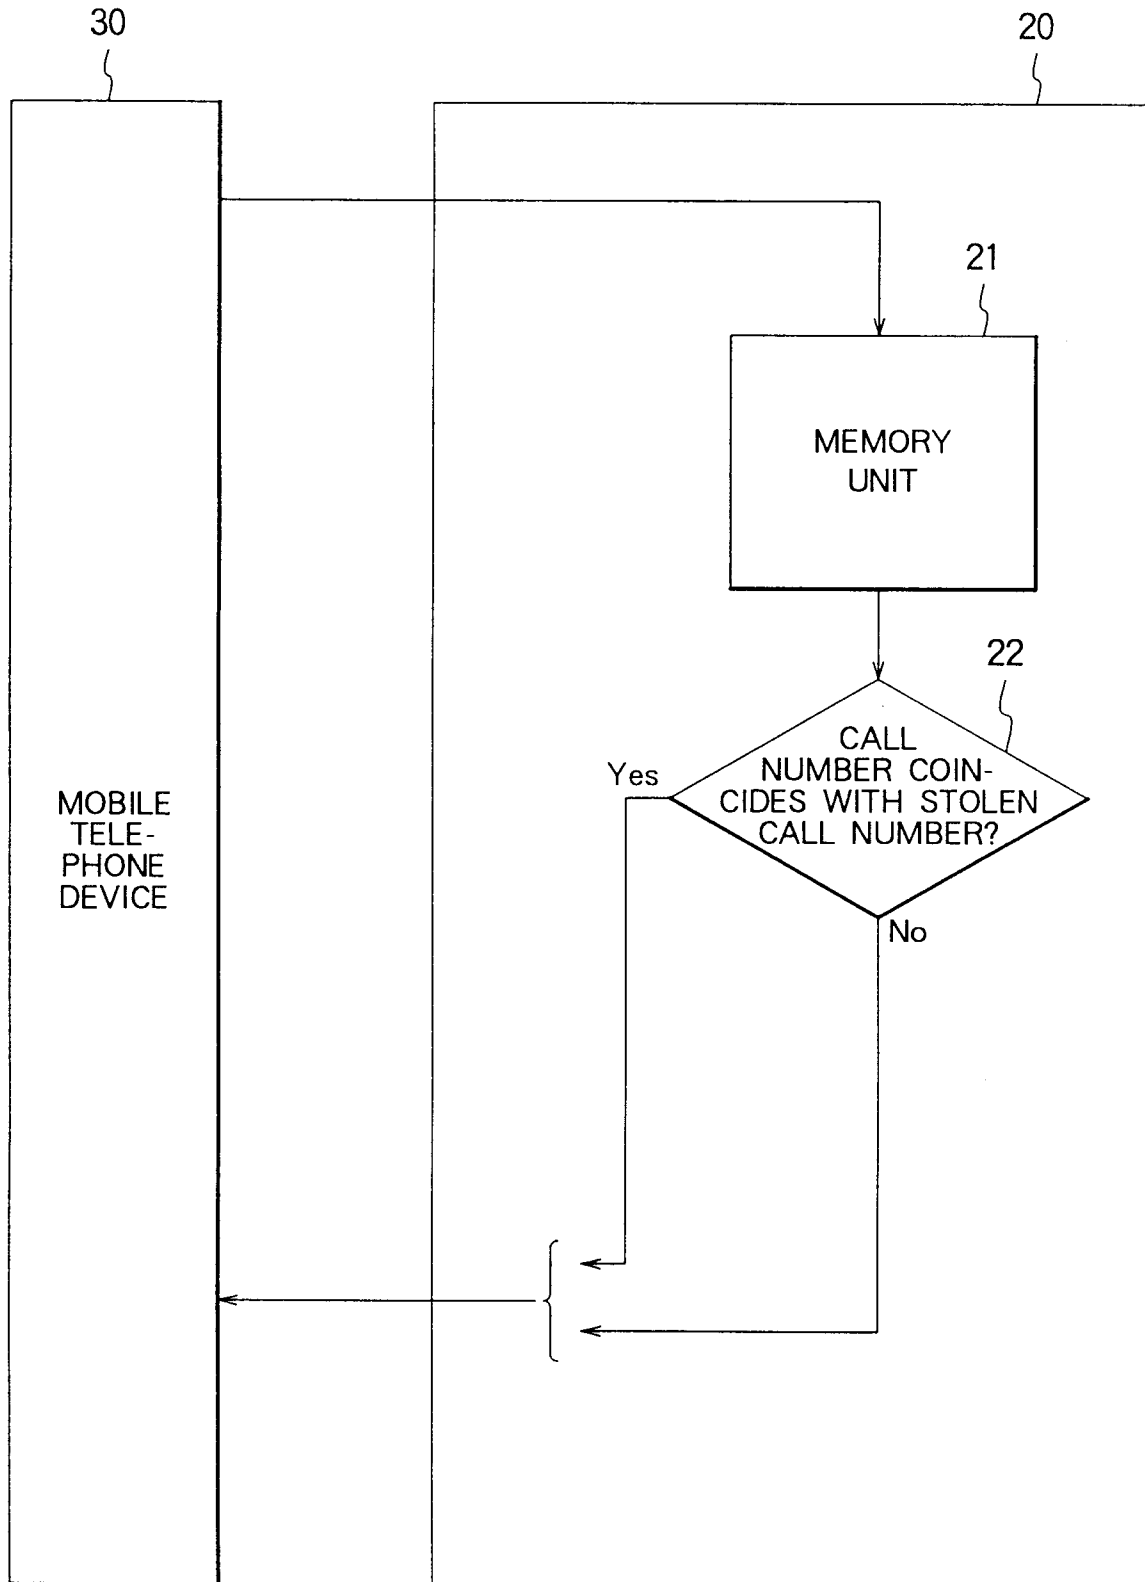 30
20
21
MEMORY
UNIT
22
CALL
NUMBER COIN-
CIDES WITH STOLEN
CALL NUMBER?
Yes
No
MOBILE
TELE-
PHONE
DEVICE